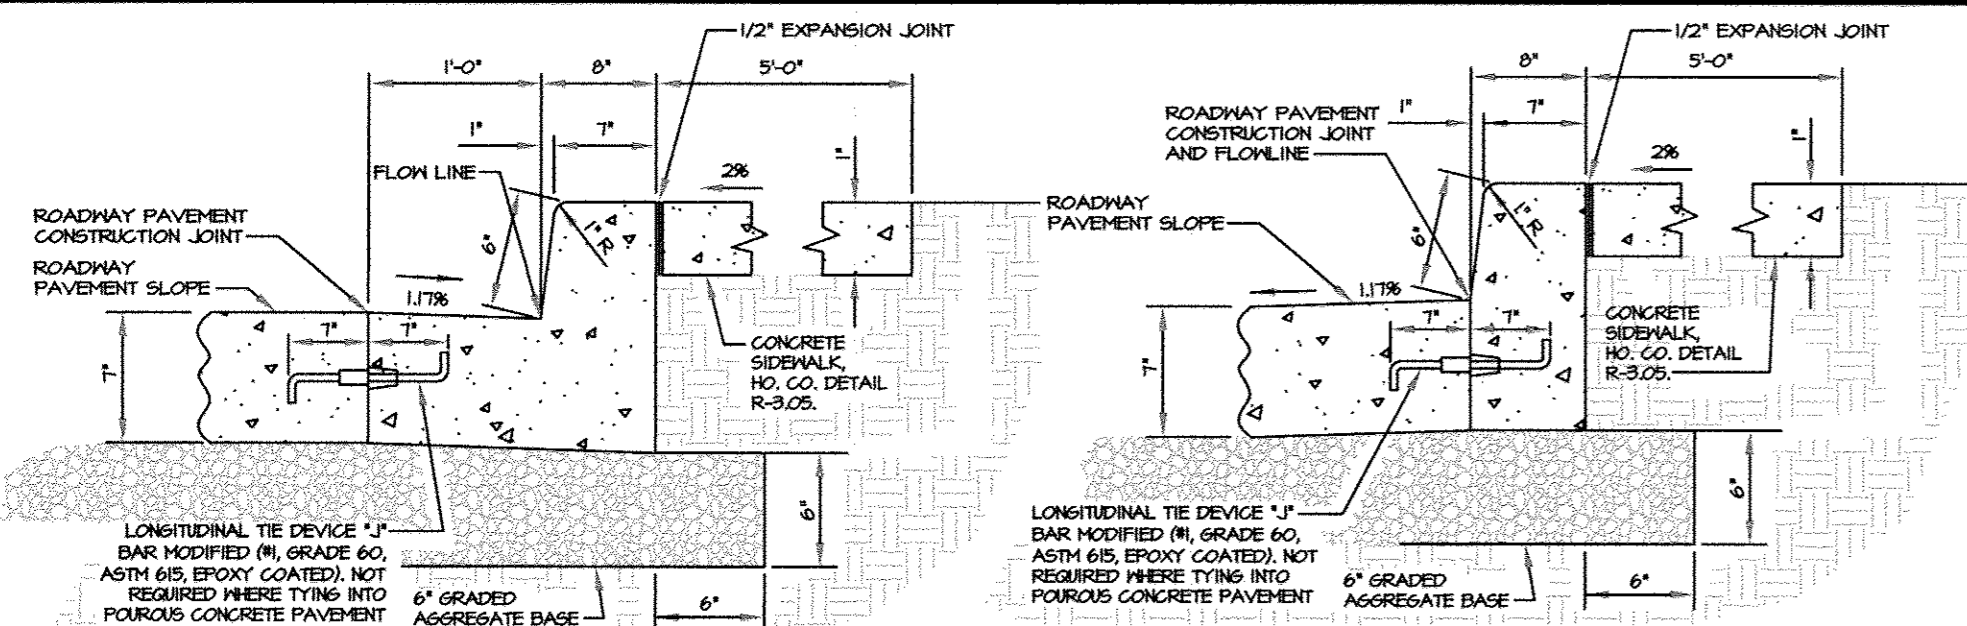 1/2" EXPANSION JOINT
1'-0"
8"
5'-0"
1"
7"
1"
FLOW LINE
2%
6"
1" R
ROADWAY PAVEMENT
CONSTRUCTION JOINT
ROADWAY
PAVEMENT SLOPE
1.17%
7"
7"
7"
CONCRETE
SIDEWALK,
HO. CO. DETAIL
R-3.05.
6"
LONGITUDINAL TIE DEVICE "J"
BAR MODIFIED (#1, GRADE 60,
ASTM 615, EPOXY COATED). NOT
REQUIRED WHERE TYING INTO
POUROUS CONCRETE PAVEMENT
6" GRADED
AGGREGATE BASE
6"
1/2" EXPANSION JOINT
8"
5'-0"
ROADWAY PAVEMENT
CONSTRUCTION JOINT
AND FLOWLINE
1"
7"
1"
2%
6"
1" R
ROADWAY
PAVEMENT SLOPE
1.17%
7"
7"
7"
CONCRETE
SIDEWALK,
HO. CO. DETAIL
R-3.05.
6"
LONGITUDINAL TIE DEVICE "J"
BAR MODIFIED (#1, GRADE 60,
ASTM 615, EPOXY COATED). NOT
REQUIRED WHERE TYING INTO
POUROUS CONCRETE PAVEMENT
6" GRADED
AGGREGATE BASE
6"